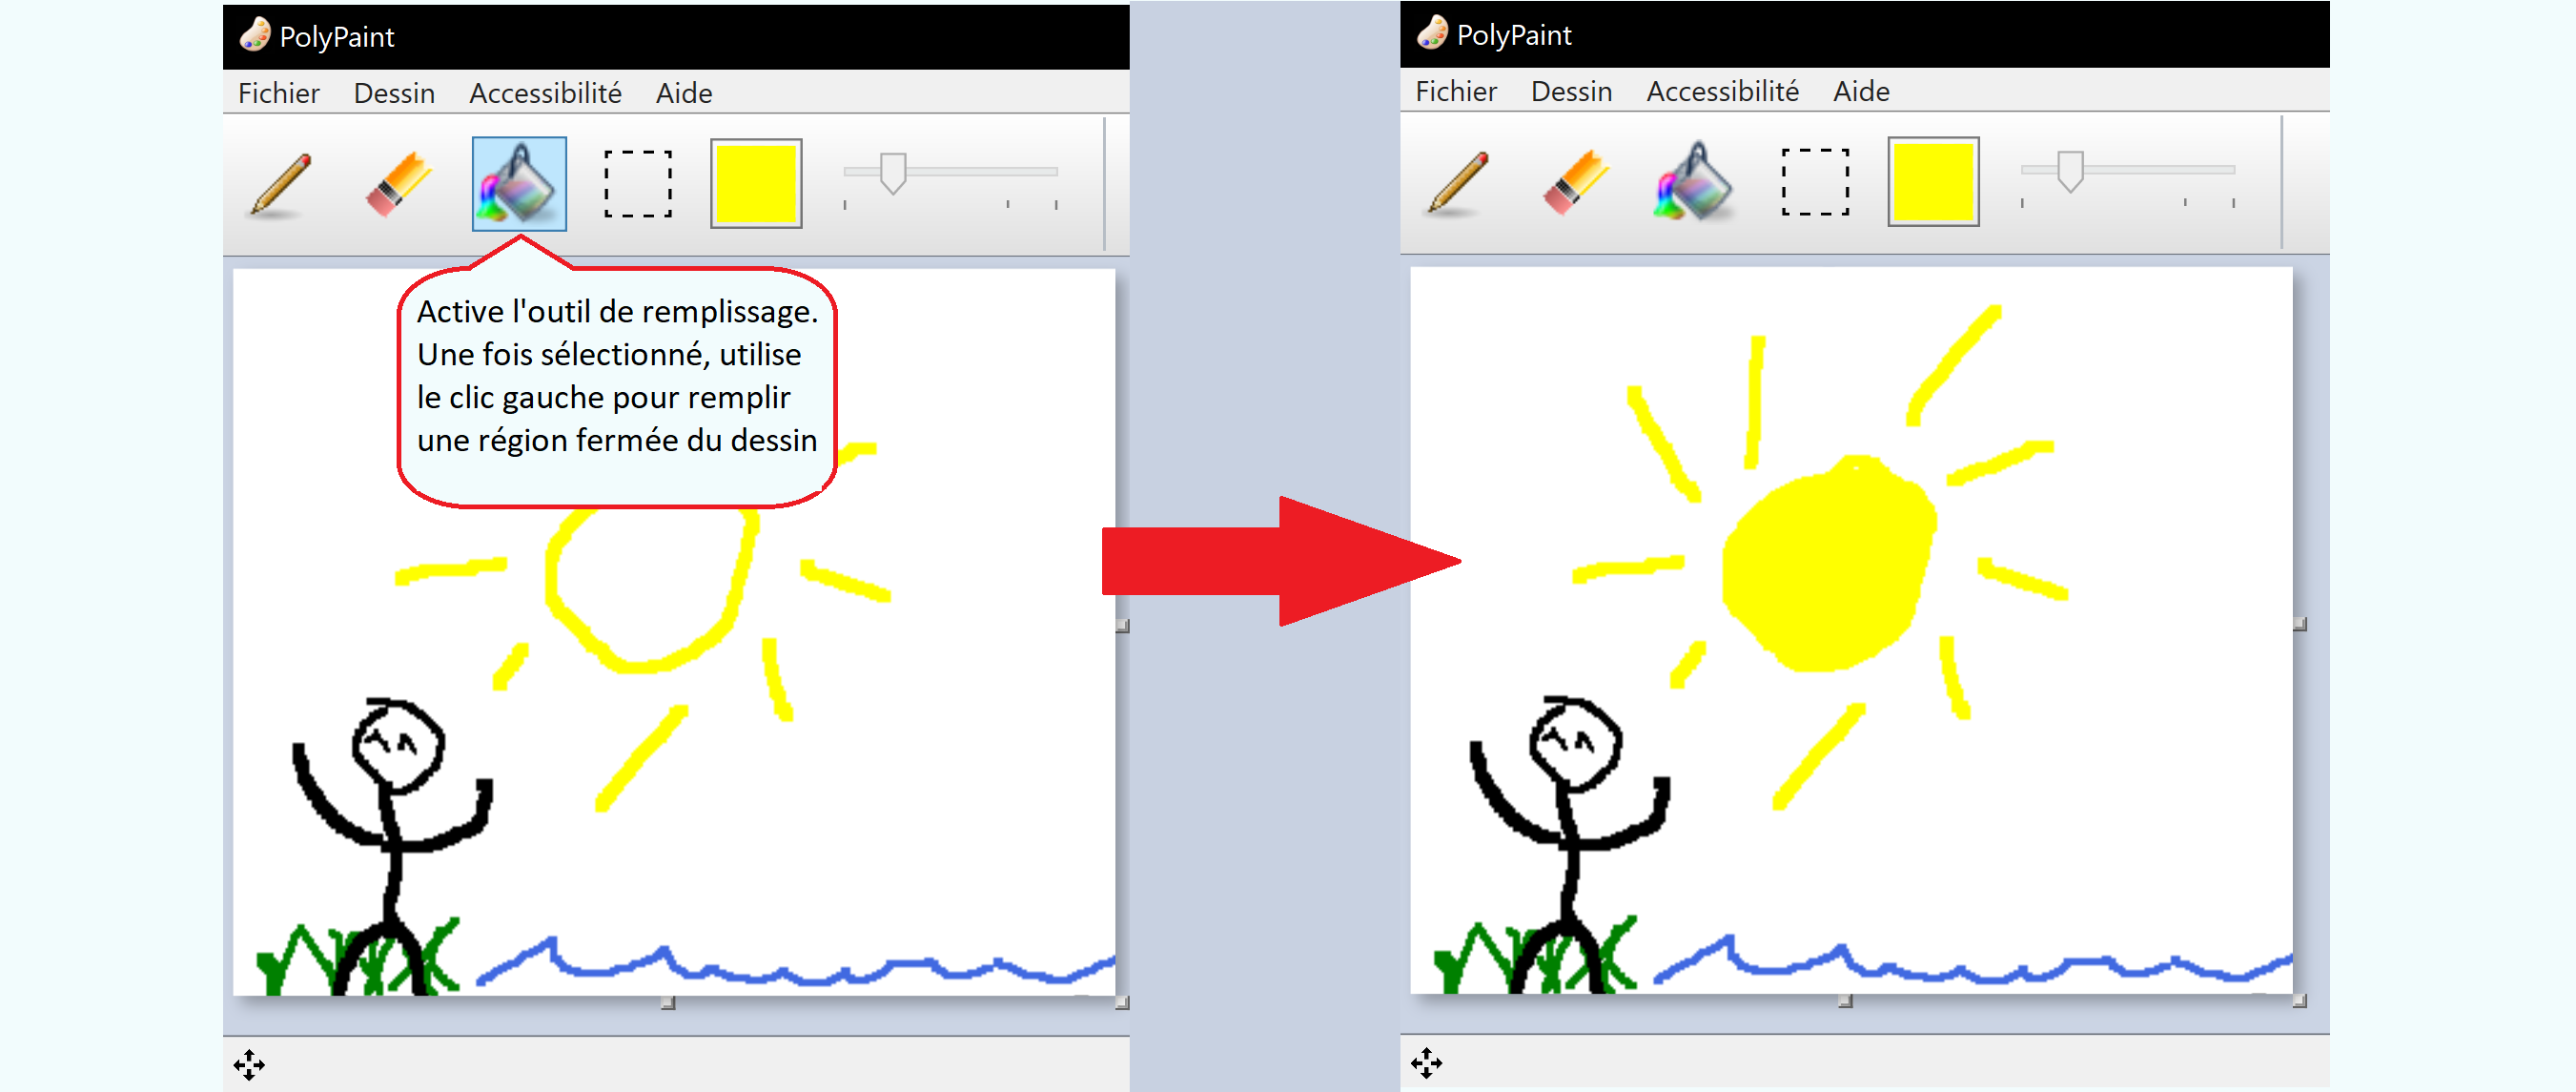 PolyPaint
Fichier Dessin Accessibilité Aide
Active l'outil de remplissage.
Une fois sélectionné, utilise
le clic gauche pour remplir
une région fermée du dessin
PolyPaint
Fichier Dessin Accessibilité Aide